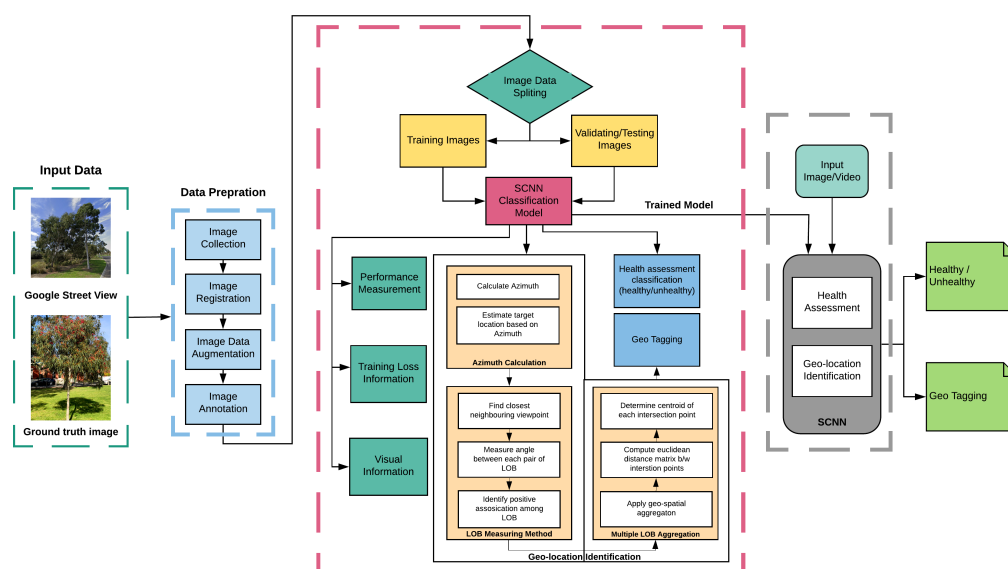 Input Data
Google Street View
Ground truth image
Data Prepration
Image
Collection
Image
Registration
Image Data
Augmentation
Image
Annotation
Image Data
Spliting
Training Images
Validating/Testing
Images
SCNN
Classification
Model
Trained Model
Performance
Measurement
Training Loss
Information
Visual
Information
Calculate Azimuth
Estimate target
location based on
Azimuth
Azimuth Calculation
Find closest
neighbouring viewpoint
Measure angle
between each pair of
LOB
Identify positive
assosication among
LOB
LOB Measuring Method
Health assessment
classification
(healthy/unhealthy)
Geo Tagging
Determine centroid of
each intersection point
Compute euclidean
distance matrix b/w
interstion points
Apply geo-spatial
aggregaton
Multiple LOB Aggregation
Geo-location Identification
Input
Image/Video
Health
Assessment
Geo-location
Identification
SCNN
Healthy /
Unhealthy
Geo Tagging